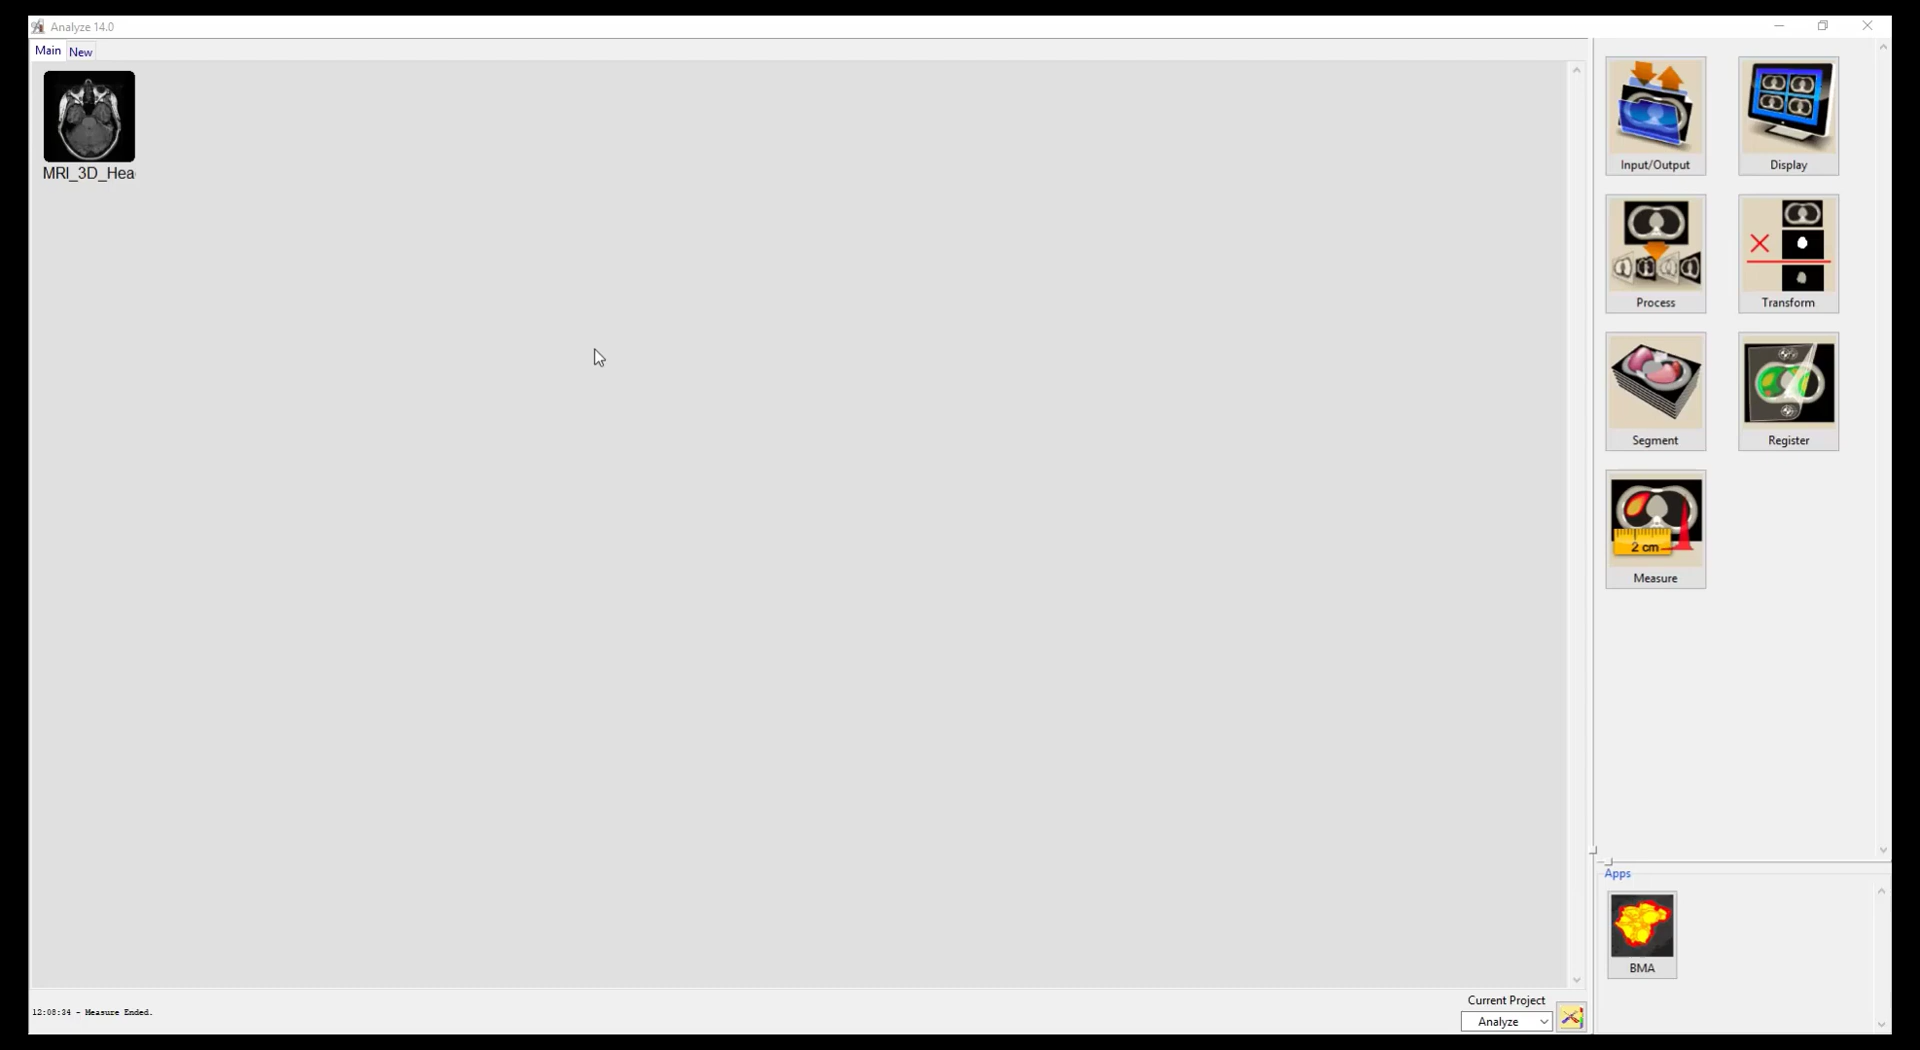 Analyze 14.0
Main New
MRI_3D_Hea
Input/Output
Display
Process
Transform
Segment
Register
2 cm
Measure
Apps
BMA
Current Project
Analyze
12:08:34 - Measure Ended.